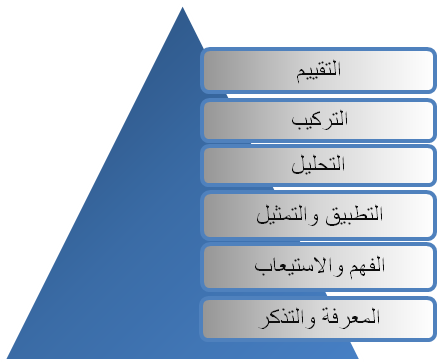 التقييم
التركيب
التحليل
التطبيق والتمثيل
الفهم والاستيعاب
المعرفة والتذكر